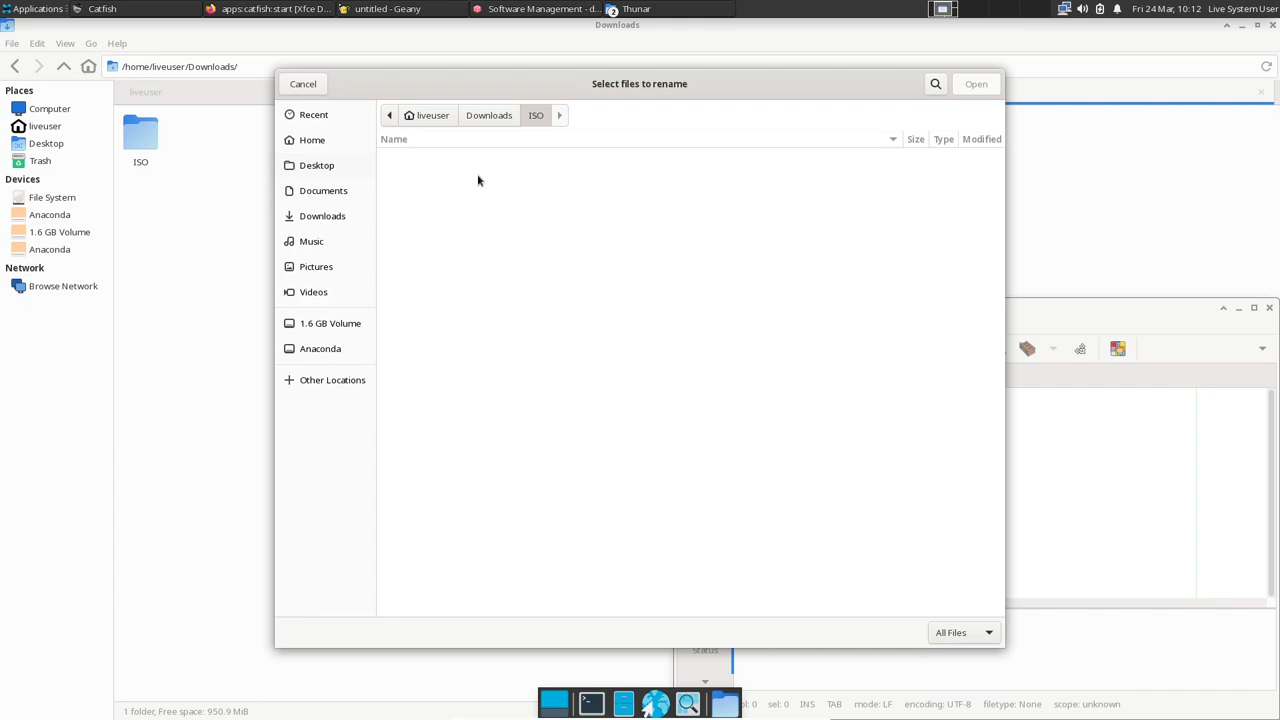 Applications
Catfish
apps:catfish:start [Xfce D...
untitled - Geany
Software Management - d...
2
Thunar
Fri 24 Mar, 10:12
Live System User
Downloads
File
Edit
View
Go
Help
/home/liveuser/Downloads/
Places
Computer
liveuser
Desktop
Trash
Devices
File System
Anaconda
1.6 GB Volume
Anaconda
Network
Browse Network
liveuser
ISO
Cancel
Select files to rename
Open
Recent
Home
Desktop
Documents
Downloads
Music
Pictures
Videos
1.6 GB Volume
Anaconda
Other Locations
liveuser
Downloads
ISO
Name
Size
Type
Modified
All Files
Status
1 folder, Free space: 950.9 MiB
ol: 0
sel: 0
INS
TAB
mode: LF
encoding: UTF-8
filetype: None
scope: unknown